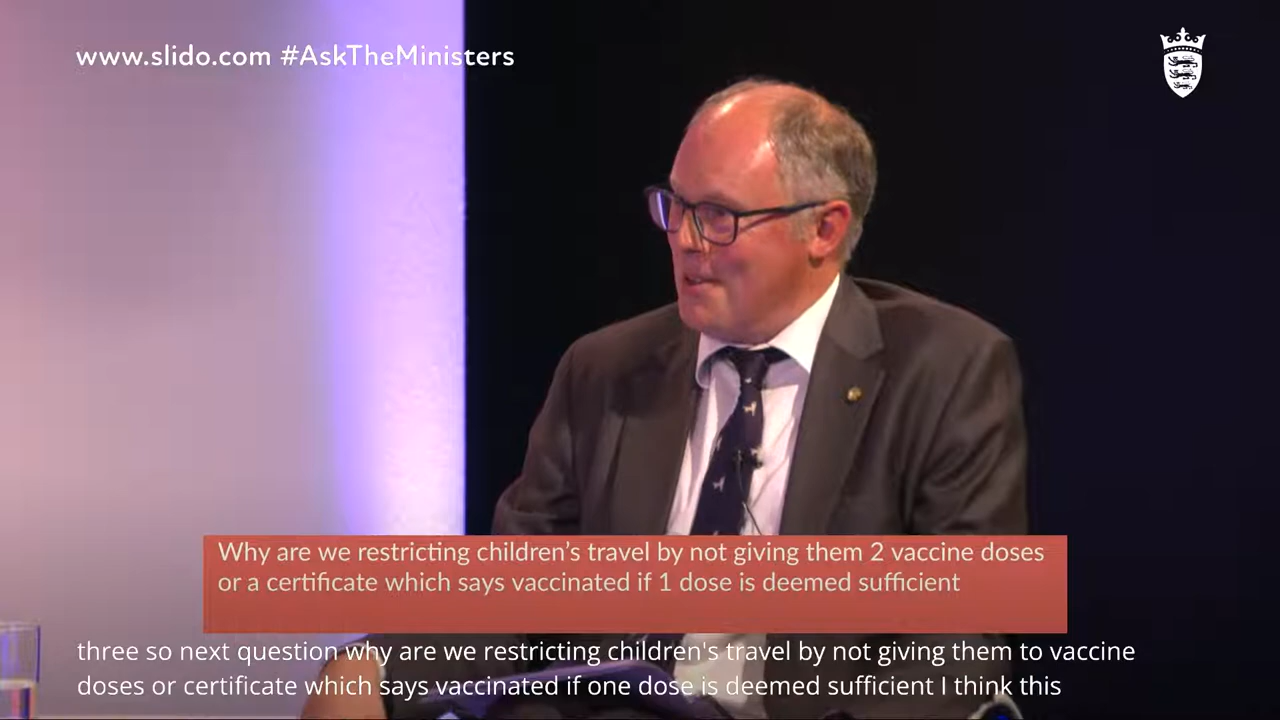 www.slido.com #AskTheMinisters
Why are we restricting children's travel by not giving them 2 vaccine doses
or a certificate which says vaccinated if 1 dose is deemed sufficient
three so next question why are we restricting children's travel by not giving them to vaccine
doses or certificate which says vaccinated if one dose is deemed sufficient I think this